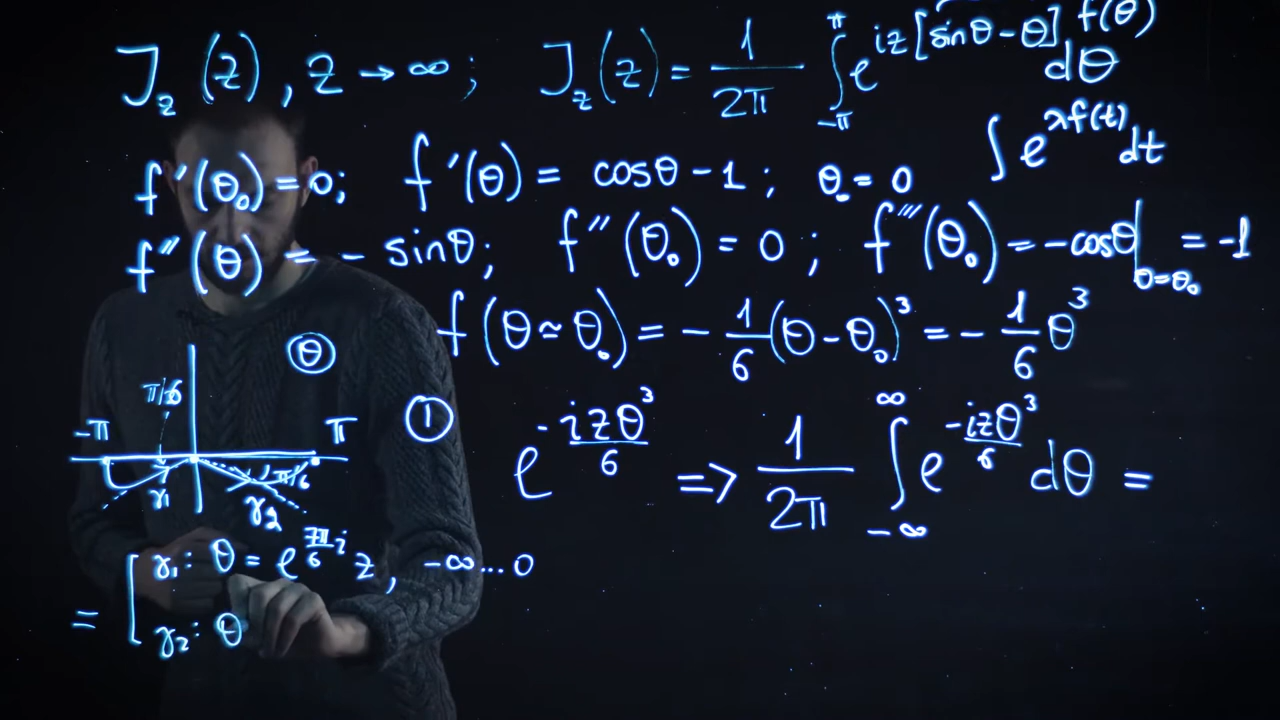 J_z(z), z → ∞; J_z(z) = 1/2π ∫_{-π}^{π} e^{iz[sinθ - θ]} dθ f(θ)
∫ e^{λf(t)} dt
f'(θ₀) = 0; f'(θ) = cosθ - 1; θ₀ = 0
f''(θ) = - sinθ; f''(θ₀) = 0; f'''(θ₀) = -cosθ|_{θ=θ₀} = -1
f(θ≃θ₀) = - 1/6 (θ - θ₀)³ = - 1/6 θ³
θ
π/6
-π π
γ₁ γ₂ π/6
① e^{-izθ³/6} => 1/2π ∫_{-∞}^{∞} e^{-izθ³/6} dθ =
= [ γ₁: θ = e^{7π/6 i} z, -∞...0
γ₂: θ